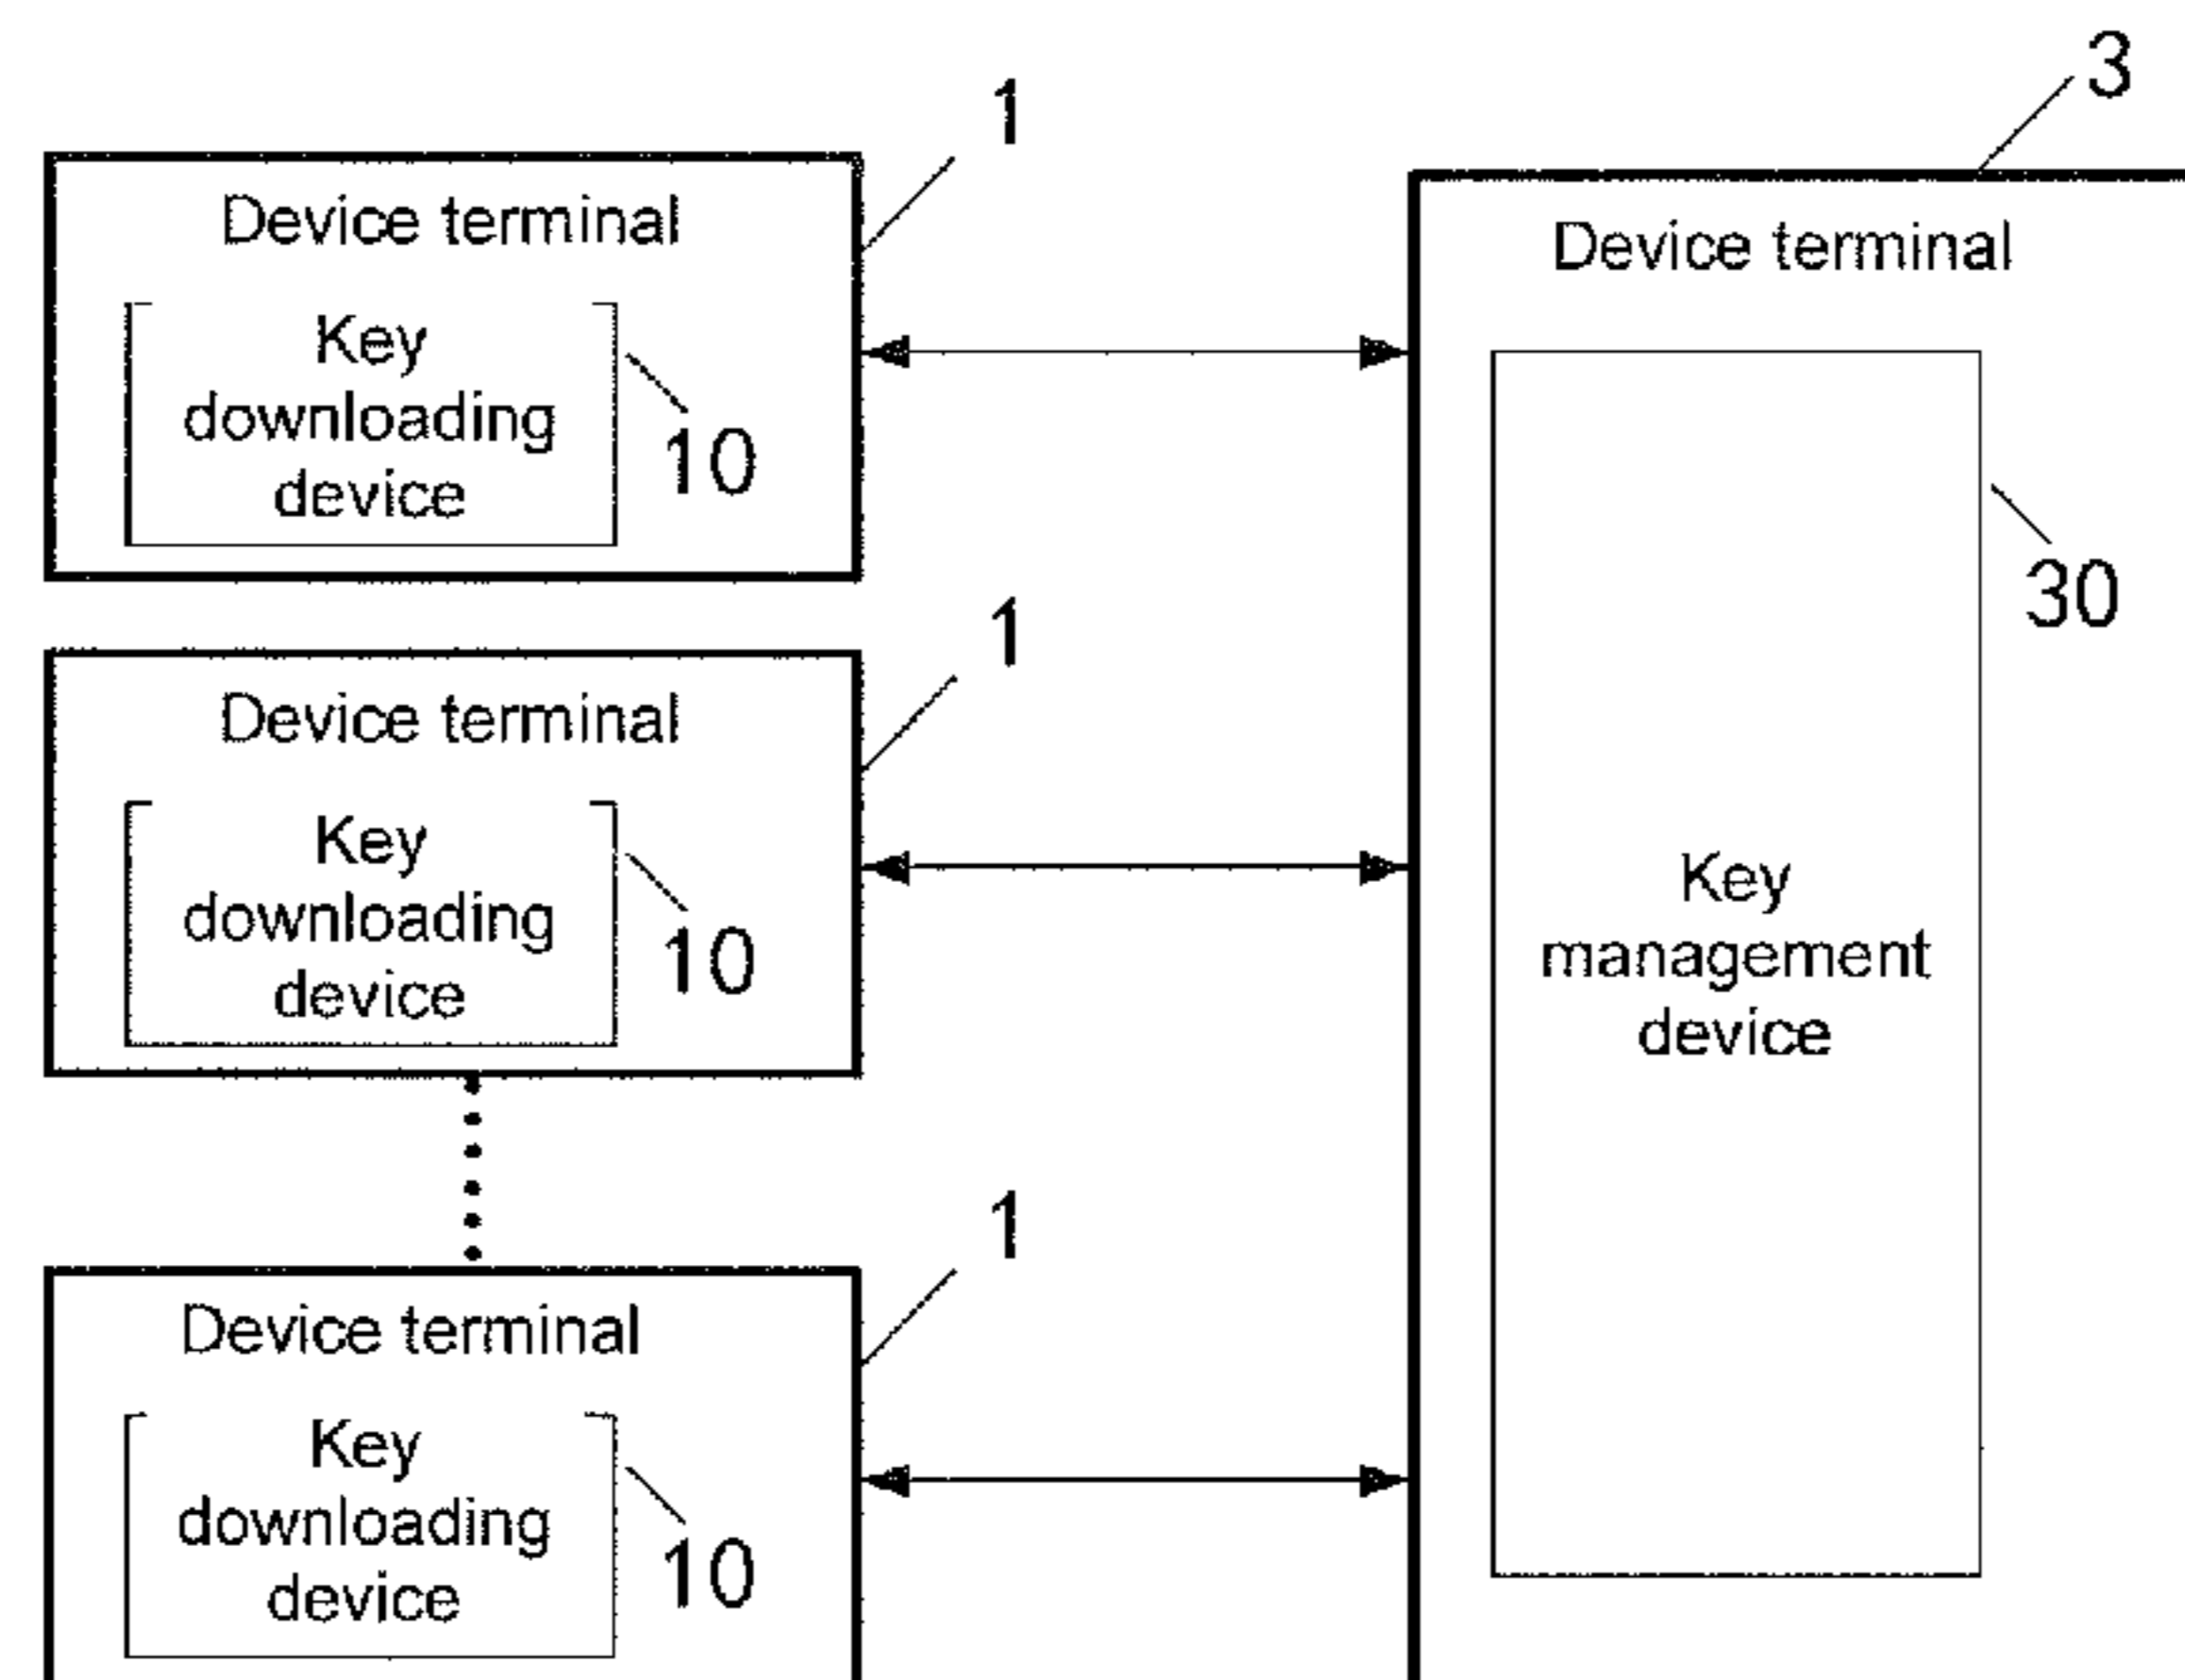 1
Device terminal
Key
downloading
device
10
1
Device terminal
Key
downloading
device
10
1
Device terminal
Key
downloading
device
10
3
Device terminal
30
Key
management
device